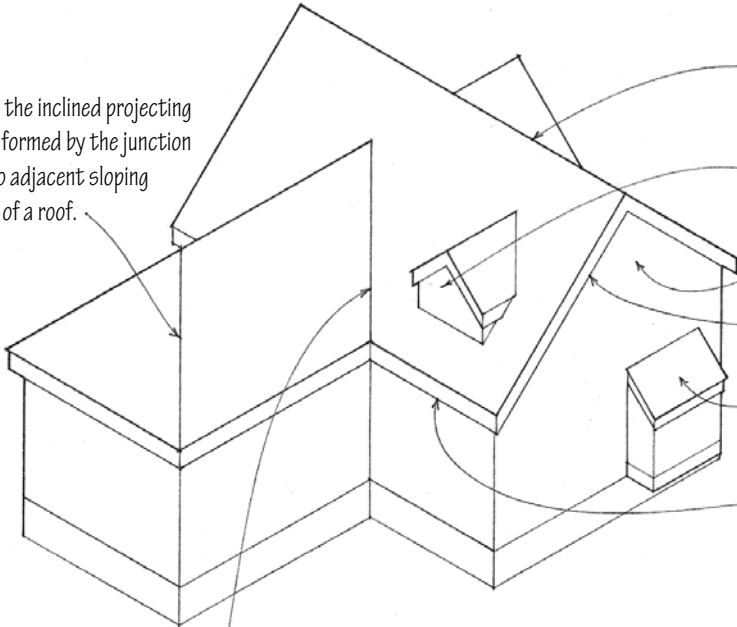 the inclined projecting
formed by the junction
o adjacent sloping
of a roof.